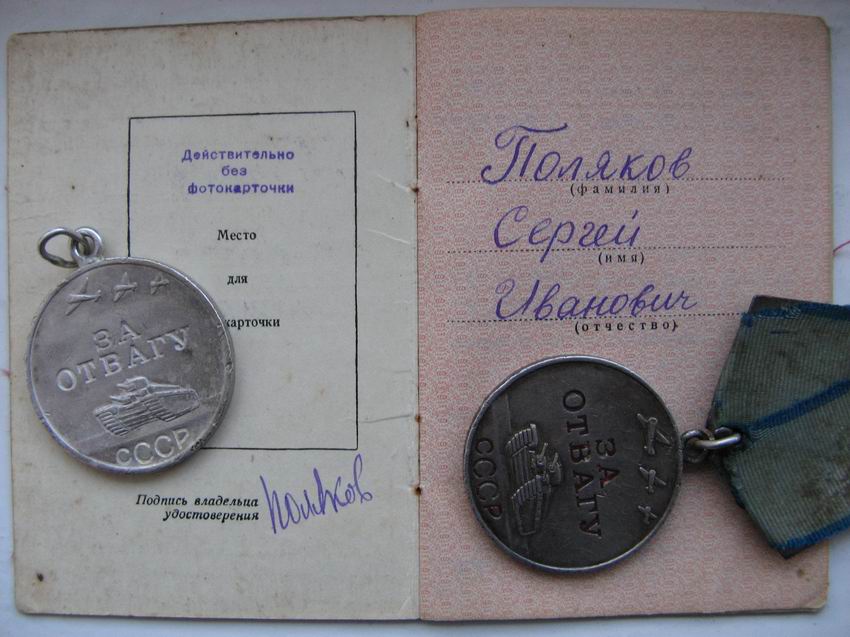 Действительно
без
фотокарточки
Место
для
карточки
Подпись владельца
удостоверения
Поляков
ЗА
ОТВАГУ
СССР
Поляков
(фамилия)
Сергей
(имя)
Иванович
(отчество)
ЗА
ОТВАГУ
СССР